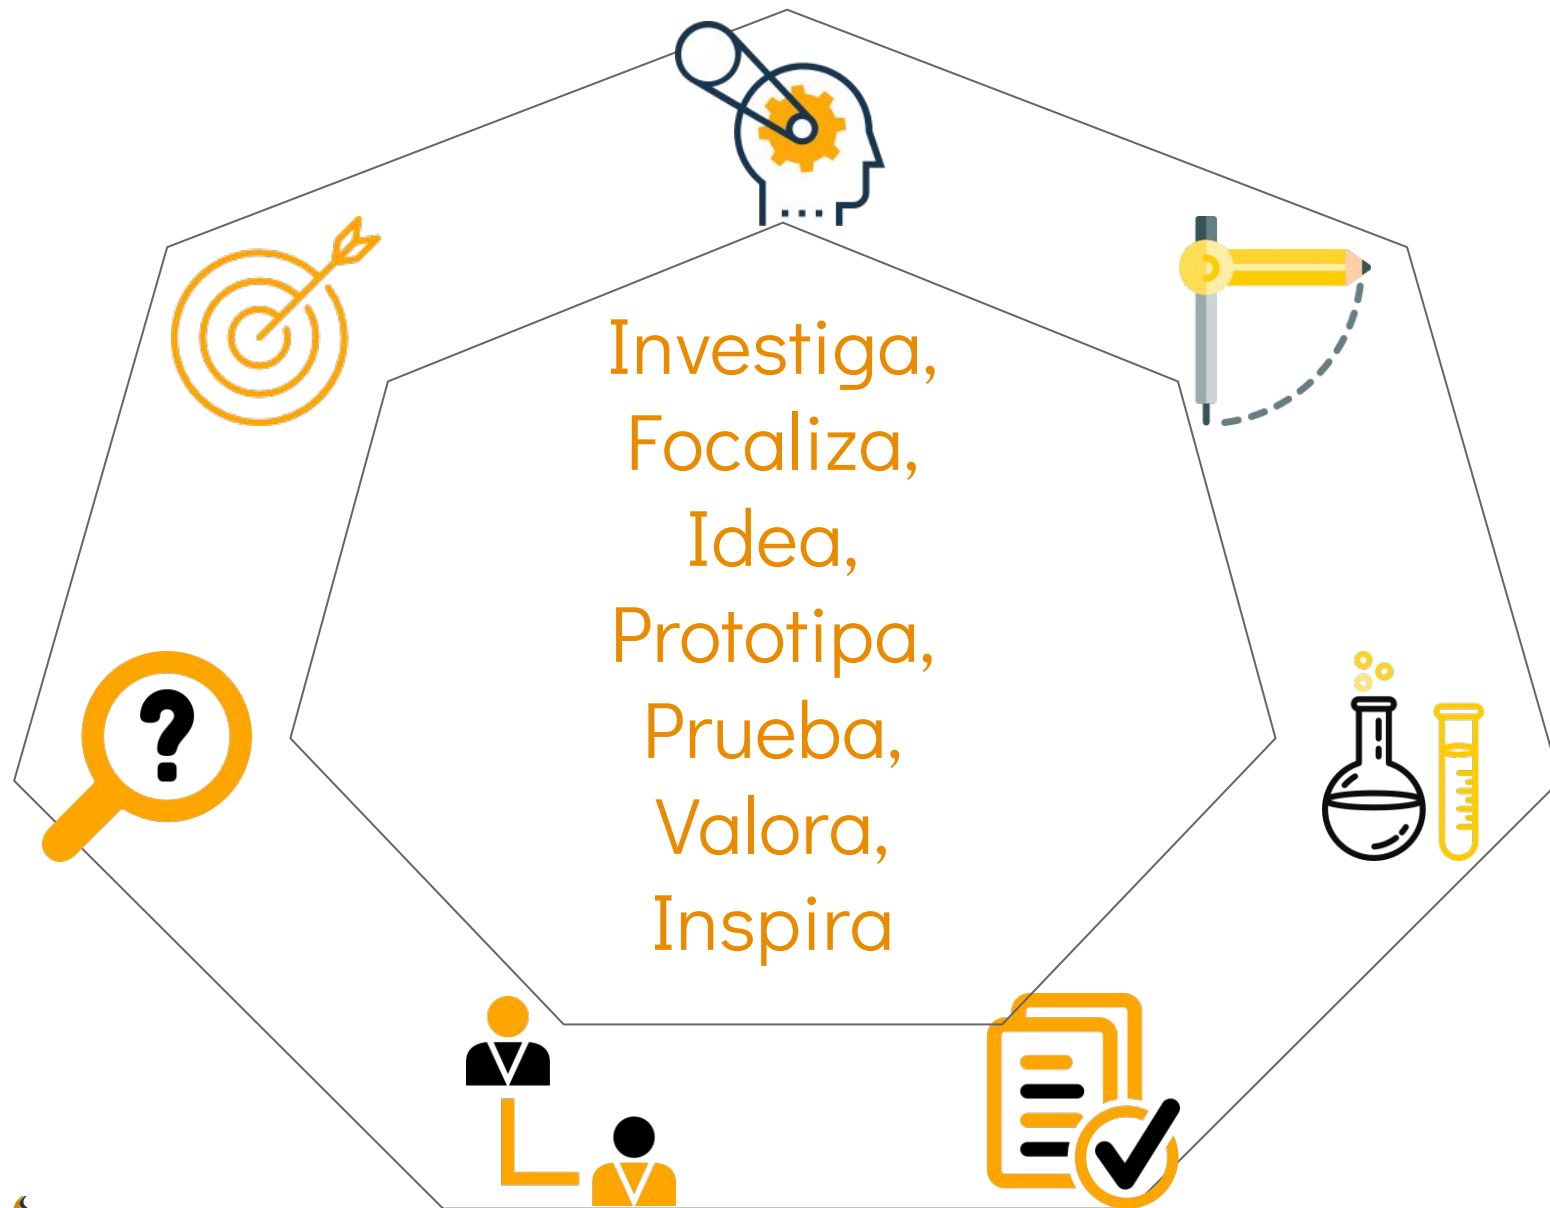 Investiga,
Focaliza,
Idea,
Prototipa,
Prueba,
Valora,
Inspira
?